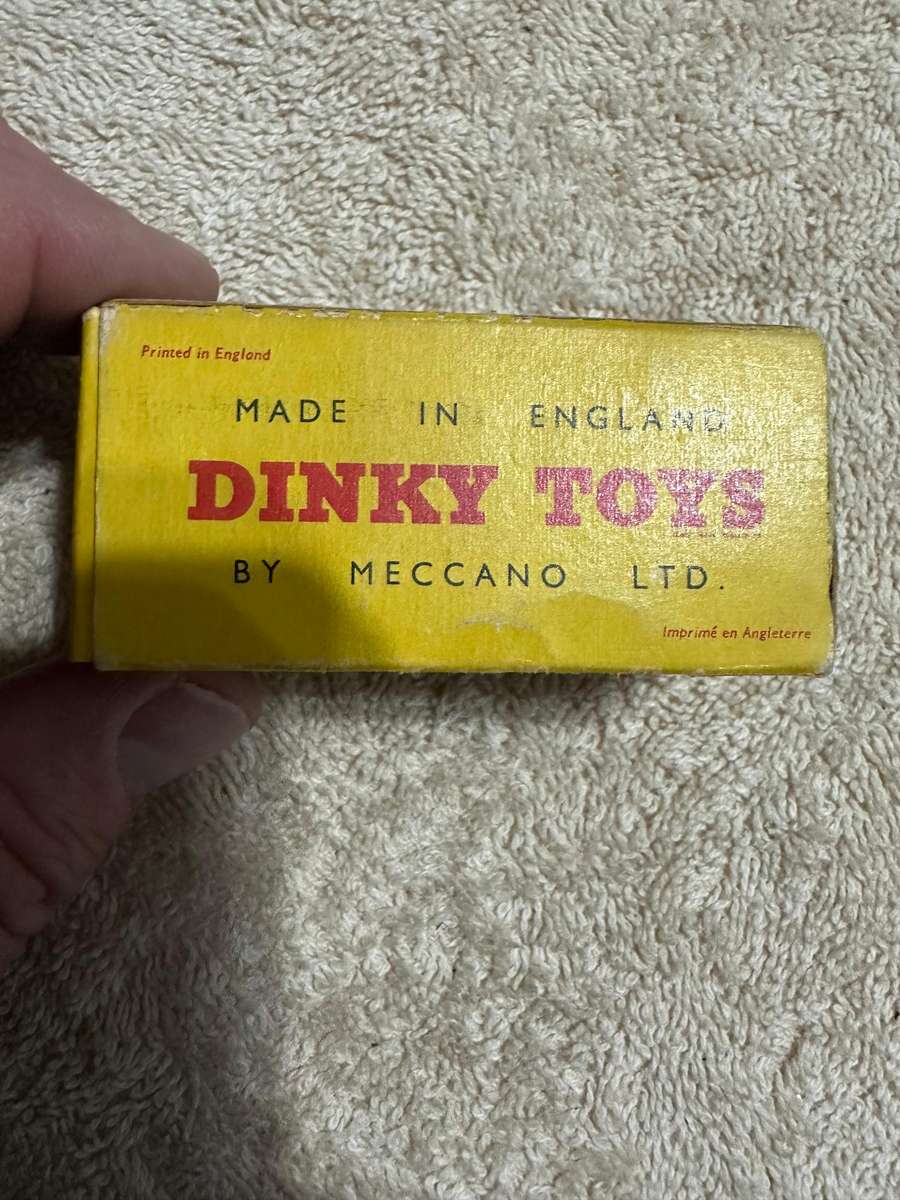 Printed in England
MADE IN ENGLAND
DINKY TOYS
BY MECCANO LTD.
Imprimé en Angleterre